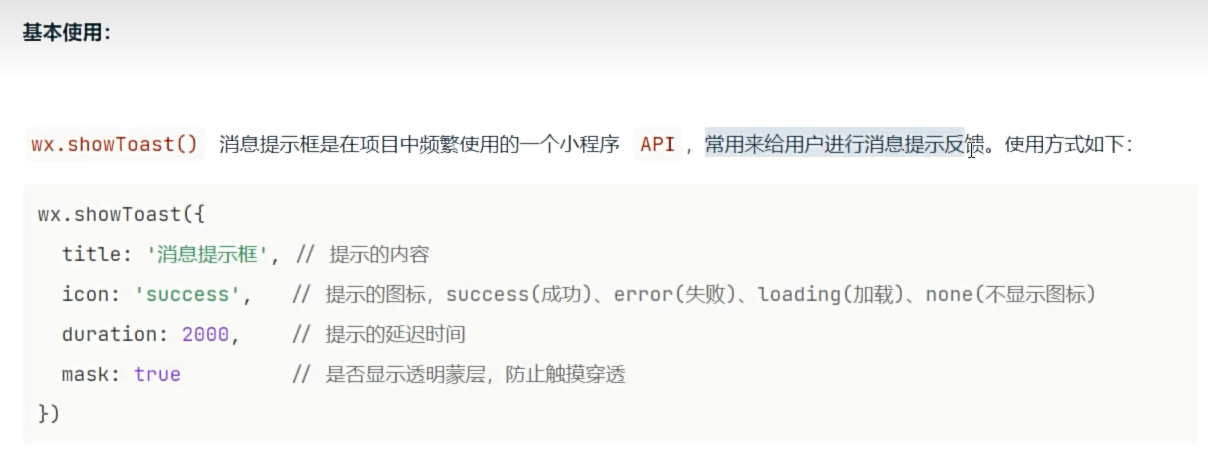 基本使用：
wx.showToast() 消息提示框是在项目中频繁使用的一个小程序 API，常用来给用户进行消息提示反馈。使用方式如下：
wx.showToast({
  title: '消息提示框', // 提示的内容
  icon: 'success',   // 提示的图标，success(成功)、error(失败)、loading(加载)、none(不显示图标)
  duration: 2000,    // 提示的延迟时间
  mask: true         // 是否显示透明蒙层，防止触摸穿透
})